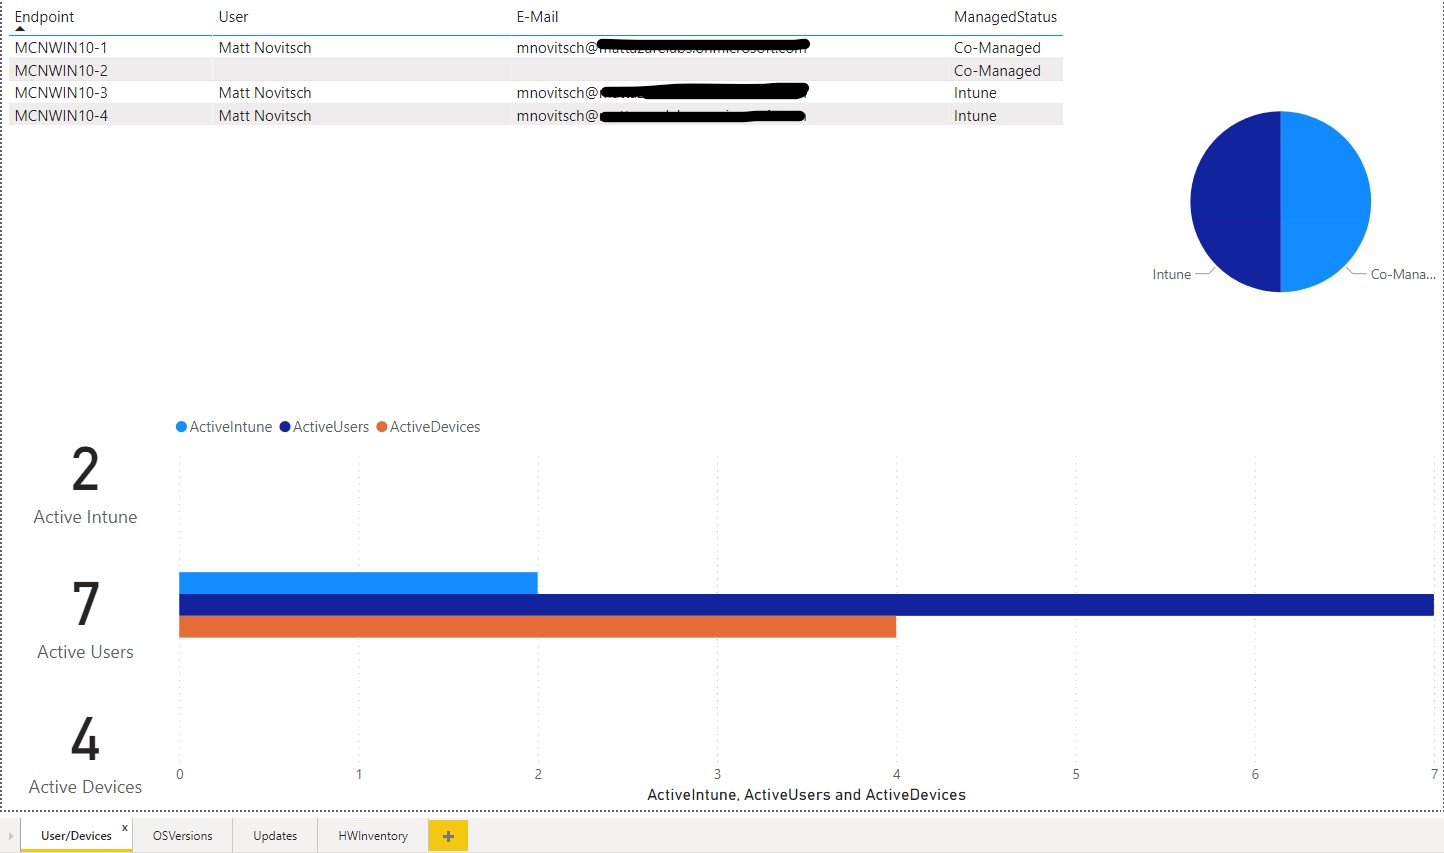 Endpoint User E-Mail ManagedStatus
MCNWIN10-1 Matt Novitsch mnovitsch@ Co-Managed
MCNWIN10-2 Co-Managed
MCNWIN10-3 Matt Novitsch mnovitsch@ Intune
MCNWIN10-4 Matt Novitsch mnovitsch@ Intune
Intune Co-Mana...
ActiveIntune ActiveUsers ActiveDevices
2
Active Intune
7
Active Users
4
Active Devices
0 1 2 3 4 5 6 7
ActiveIntune, ActiveUsers and ActiveDevices
User/Devices x OSVersions Updates HWInventory +